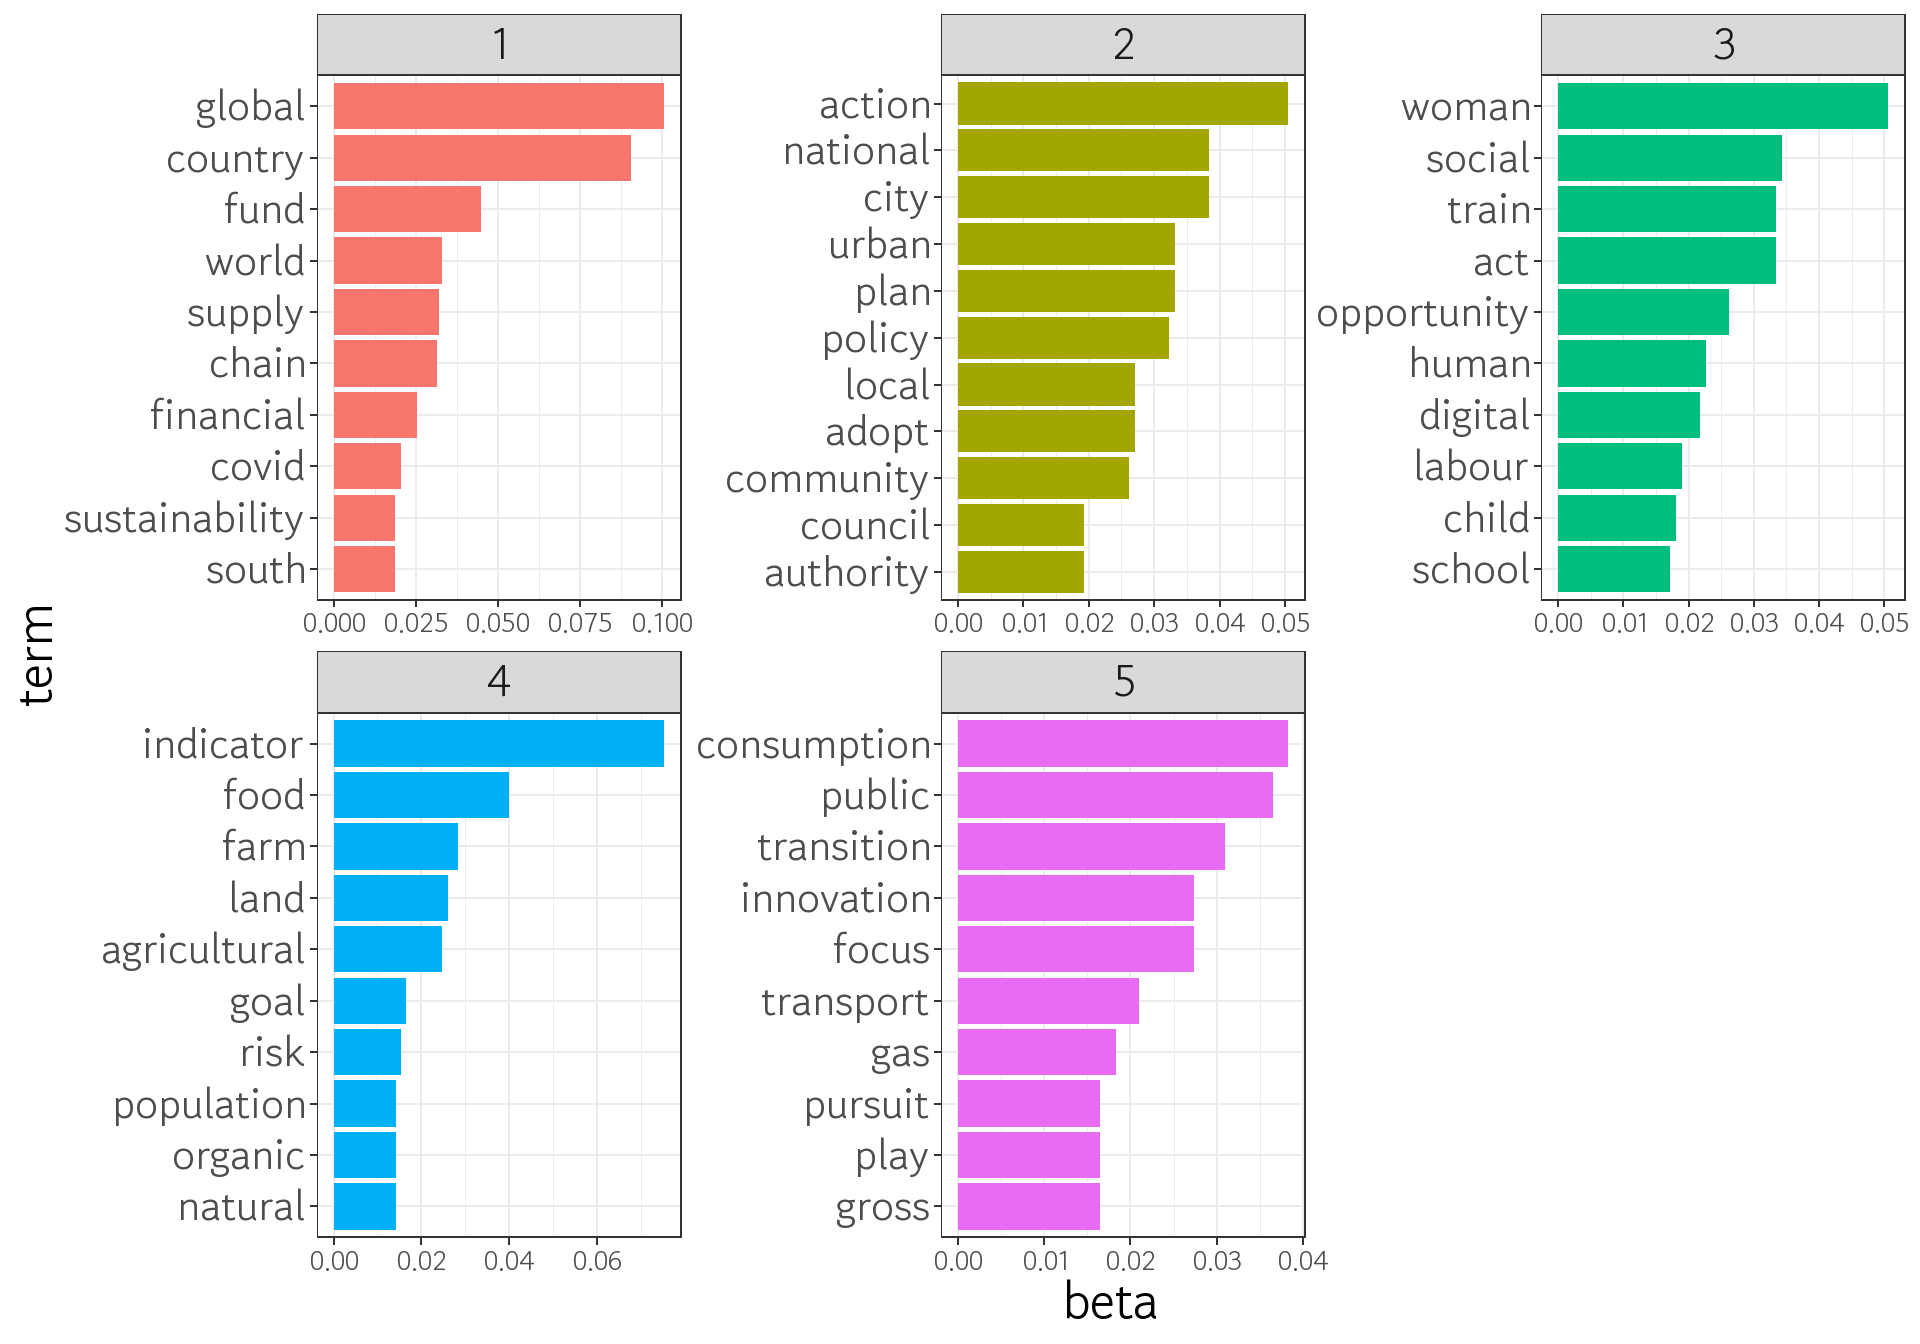 1
global
country
fund
world
supply
chain
financial
covid
sustainability
south
0.000 0.025 0.050 0.075 0.100
2
action
national
city
urban
plan
policy
local
adopt
community
council
authority
0.00 0.01 0.02 0.03 0.04 0.05
3
woman
social
train
act
opportunity
human
digital
labour
child
school
0.00 0.01 0.02 0.03 0.04 0.05
term
4
indicator
food
farm
land
agricultural
goal
risk
population
organic
natural
0.00 0.02 0.04 0.06
5
consumption
public
transition
innovation
focus
transport
gas
pursuit
play
gross
0.00 0.01 0.02 0.03 0.04
beta